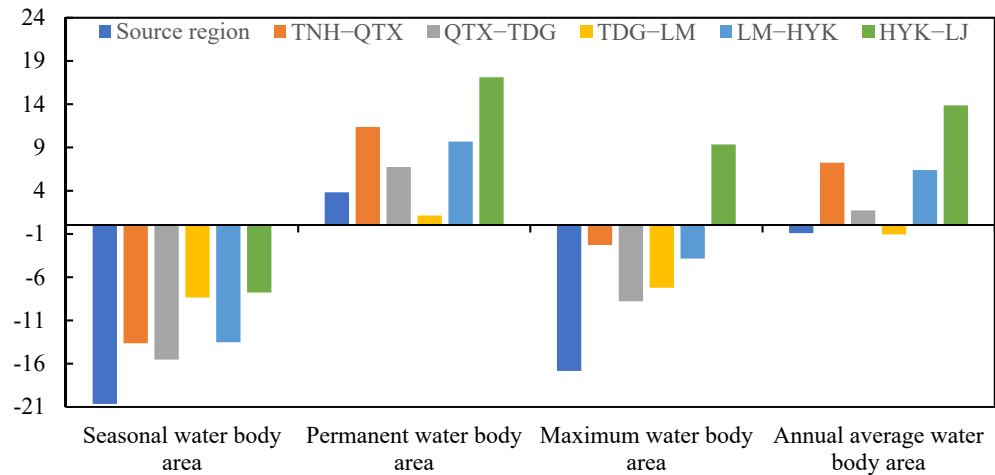 24
19
14
9
4
-1
-6
-11
-16
-21
Source region TNH−QTX QTX−TDG TDG−LM LM−HYK HYK−LJ
Seasonal water body
area
Permanent water body
area
Maximum water body
area
Annual average water
body area